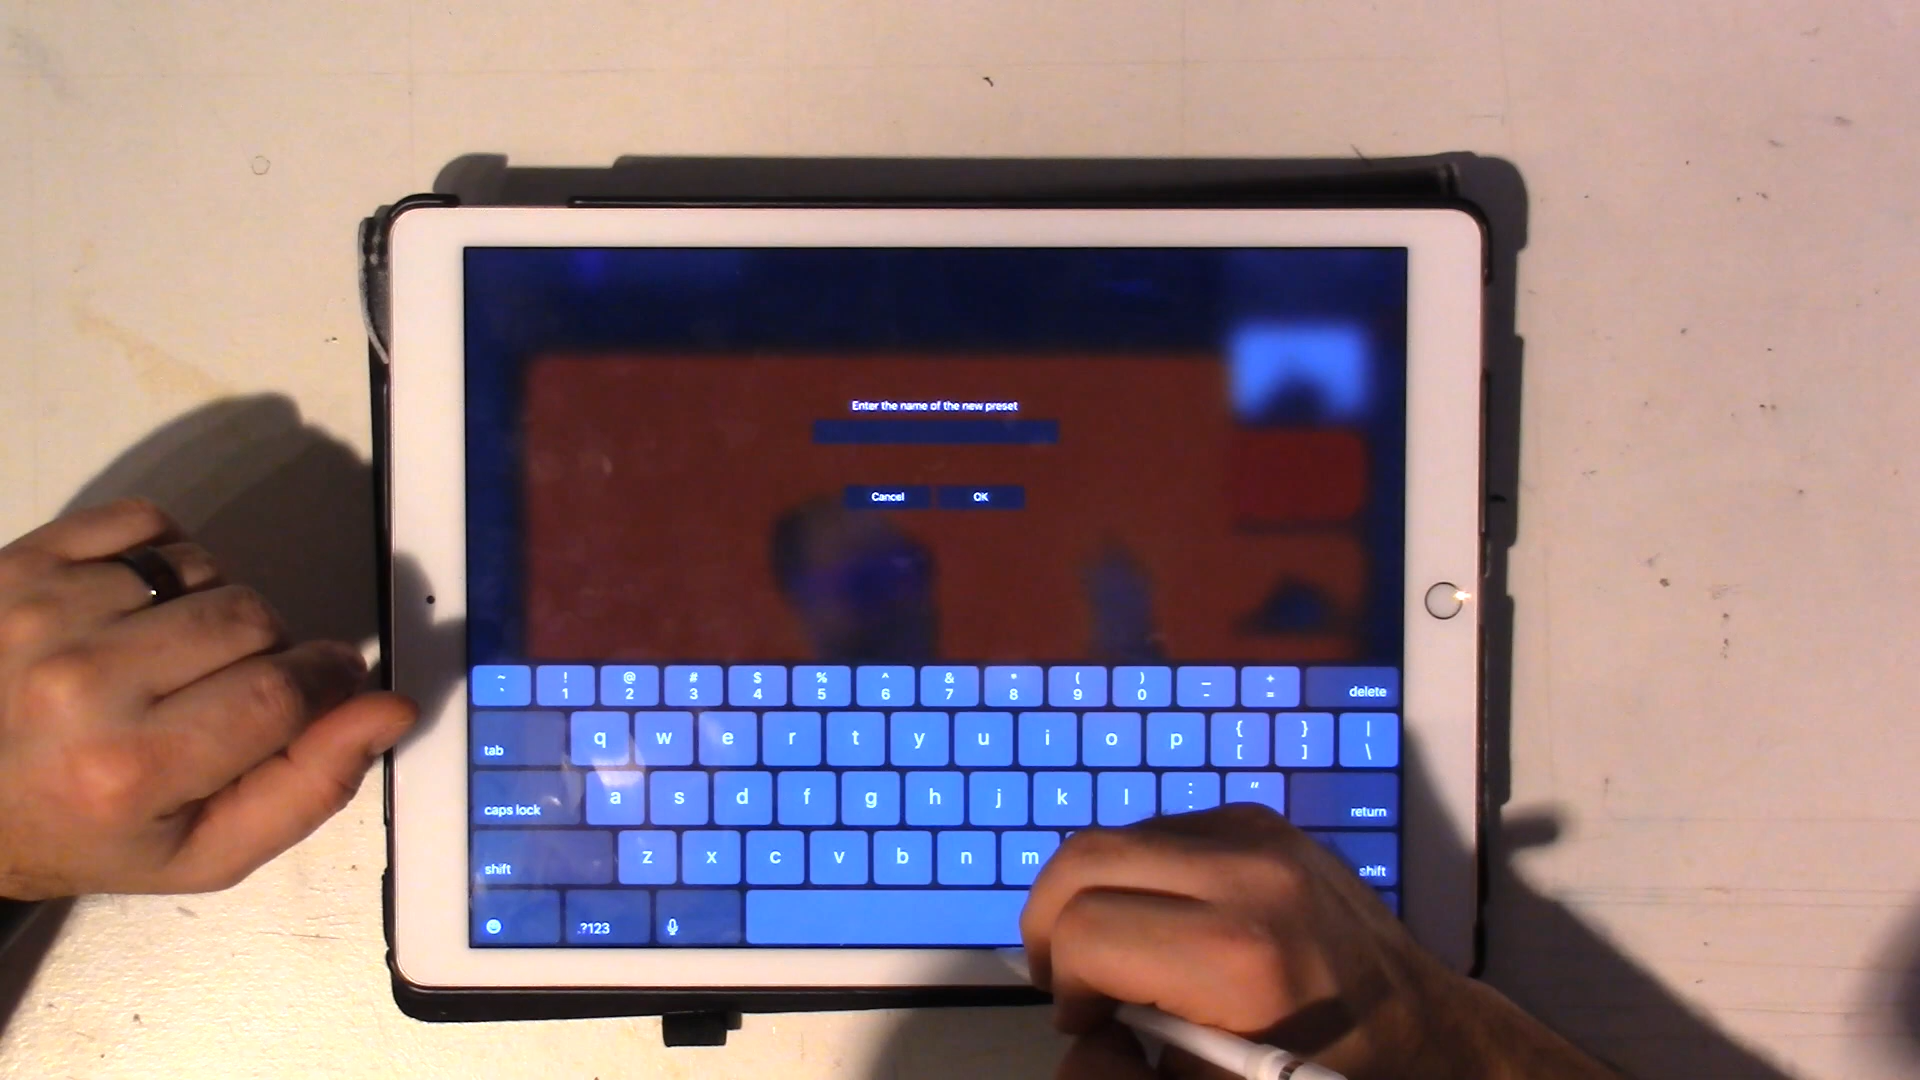 Enter the name of the new preset
Cancel OK
~ ! @ # $ % ^ & * ( ) _ +
` 1 2 3 4 5 6 7 8 9 0 - = delete
tab q w e r t y u i o p { [ } ] | \
caps lock a s d f g h j k l : " return
shift z x c v b n m shift
.?123